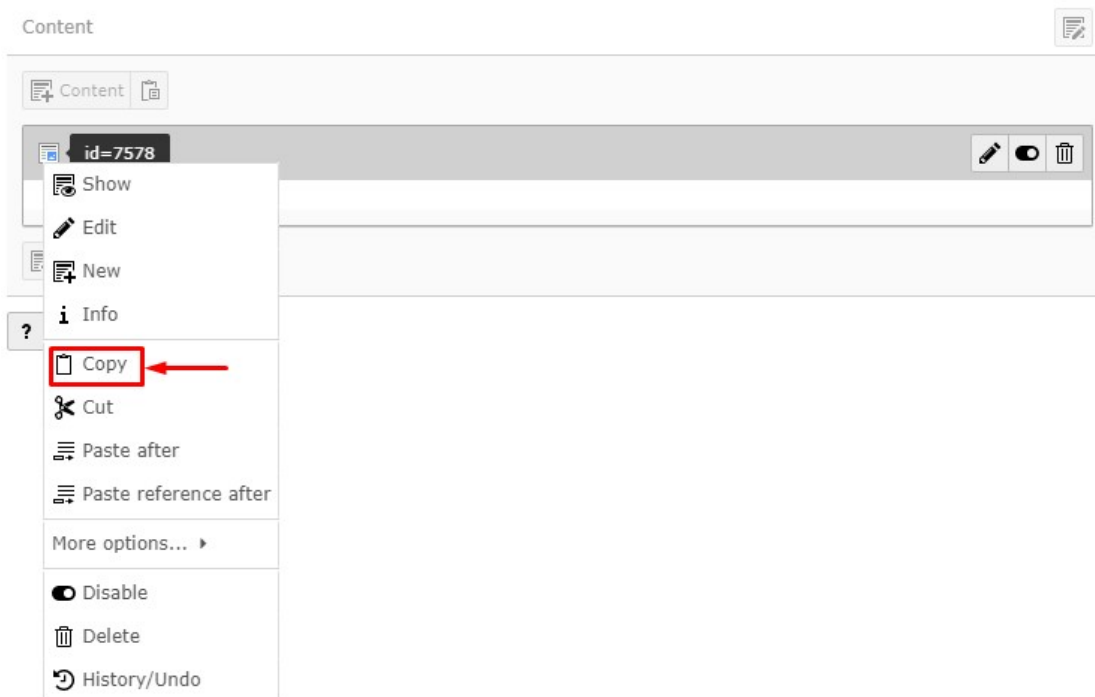 Content
Content
id=7578
Show
Edit
New
Info
?
Copy
Cut
Paste after
Paste reference after
More options...
Disable
Delete
History/Undo